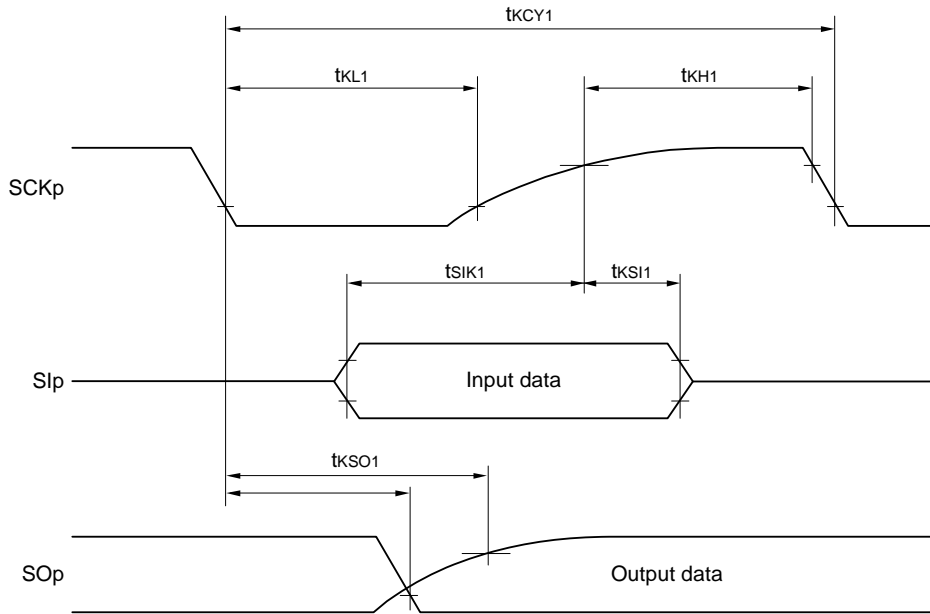 tKCY1
tKL1
tKH1
SCKp
tSIK1
tKSI1
SIp
Input data
tKSO1
SOp
Output data